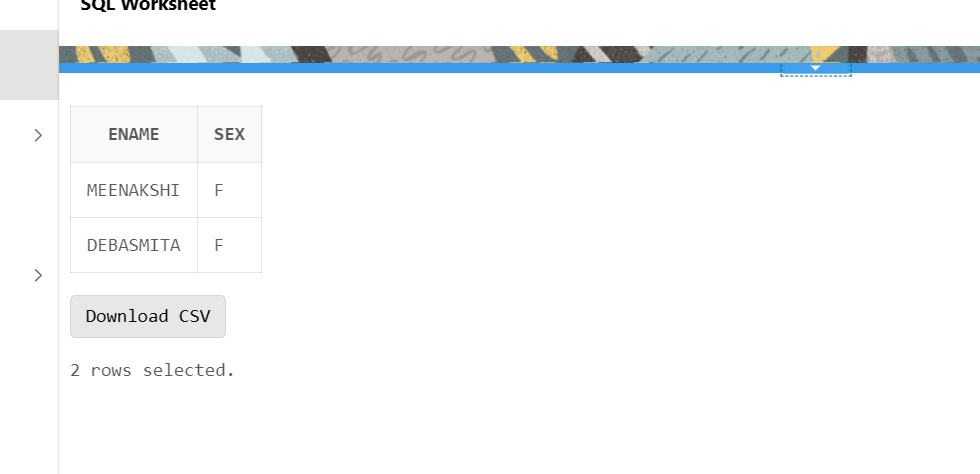 SQL Worksheet
ENAME SEX
MEENAKSHI F
DEBASMITA F
Download CSV
2 rows selected.